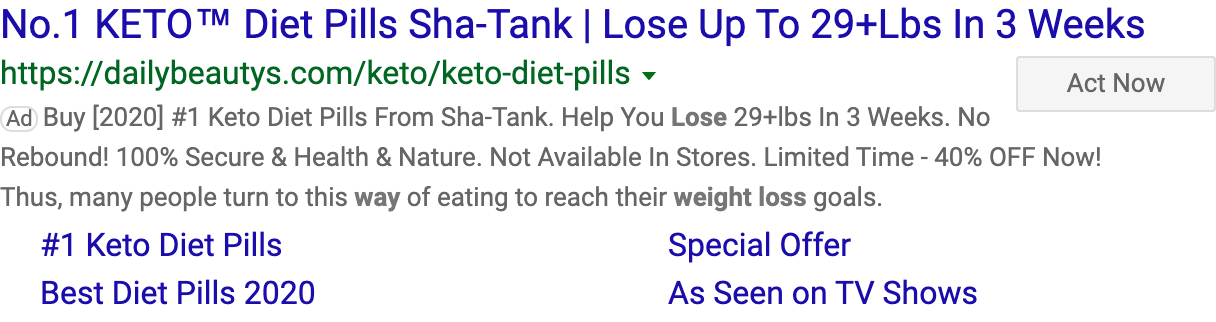 No.1 KETO™ Diet Pills Sha-Tank | Lose Up To 29+Lbs In 3 Weeks
https://dailybeautys.com/keto/keto-diet-pills
Act Now
Ad Buy [2020] #1 Keto Diet Pills From Sha-Tank. Help You Lose 29+lbs In 3 Weeks. No
Rebound! 100% Secure & Health & Nature. Not Available In Stores. Limited Time - 40% OFF Now!
Thus, many people turn to this way of eating to reach their weight loss goals.
#1 Keto Diet Pills
Special Offer
Best Diet Pills 2020
As Seen on TV Shows